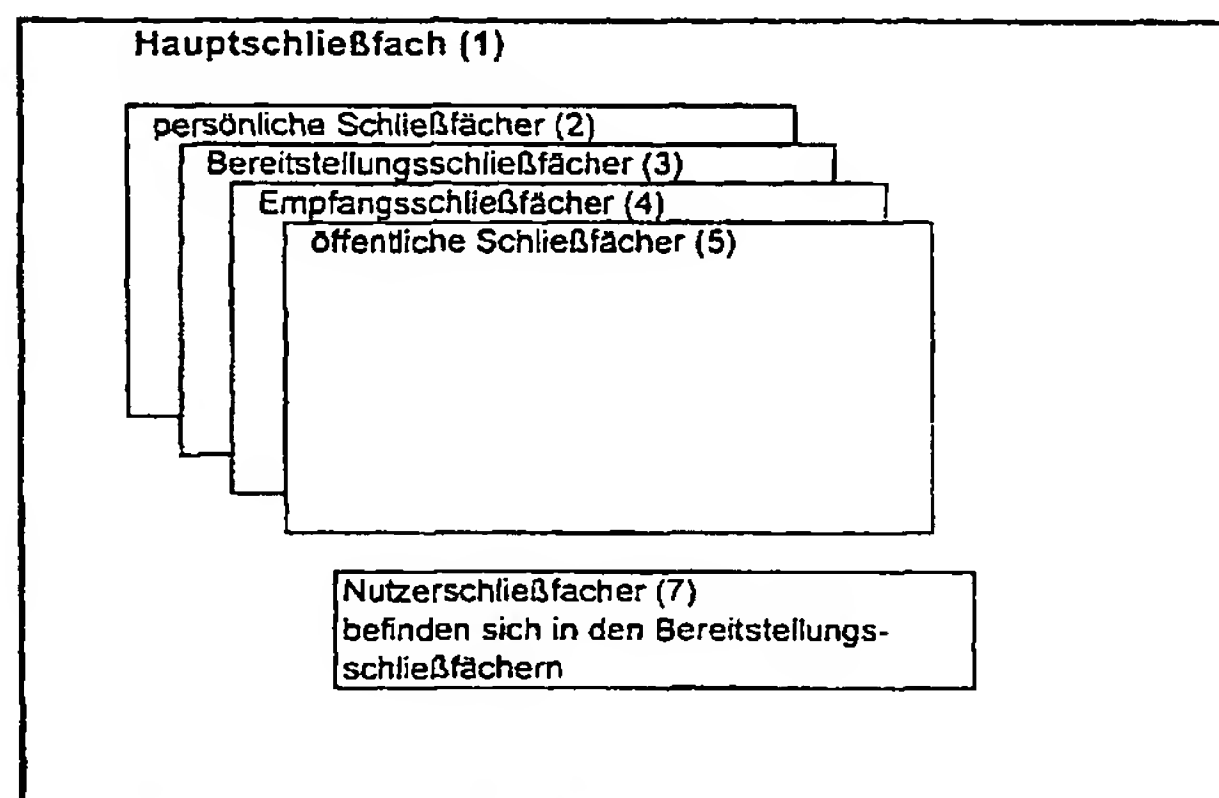 Hauptschließfach (1)
persönliche Schließfächer (2)
Bereitstellungsschließfächer (3)
Empfangsschließfächer (4)
öffentliche Schließfächer (5)
Nutzerschließfacher (7)
befinden sich in den Bereitstellungs-
schließfächern